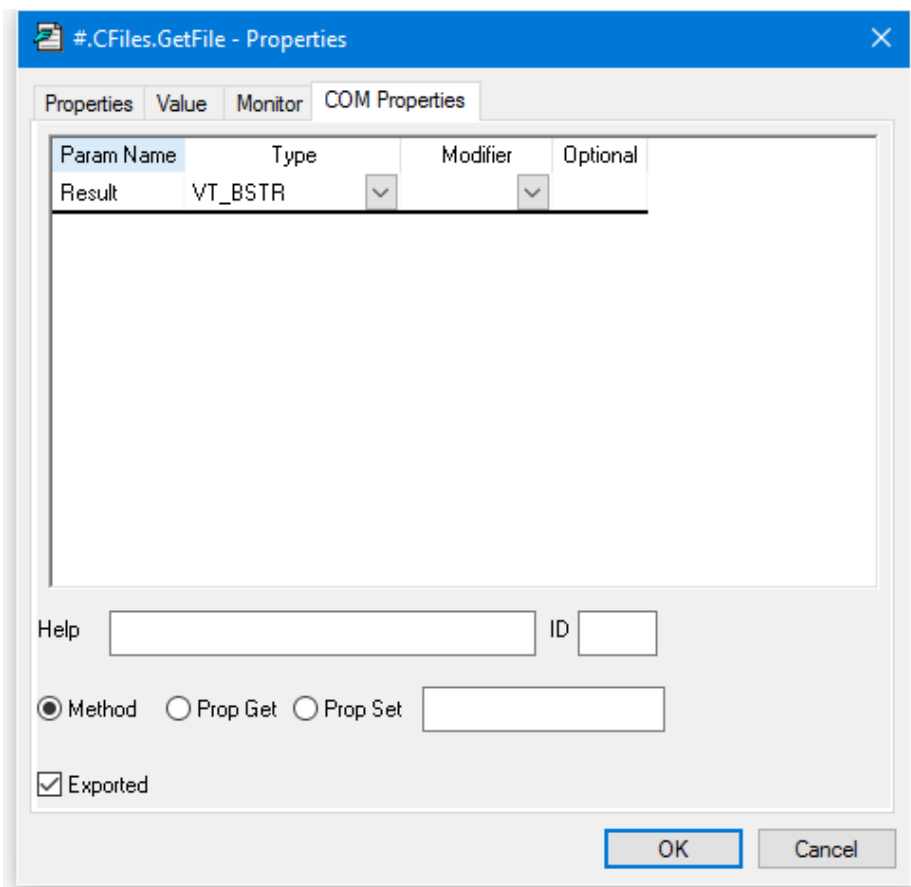 #.CFiles.GetFile - Properties
Properties Value Monitor COM Properties
Param Name Type Modifier Optional
Result VT_BSTR
Help ID
Method Prop Get Prop Set
Exported
OK Cancel